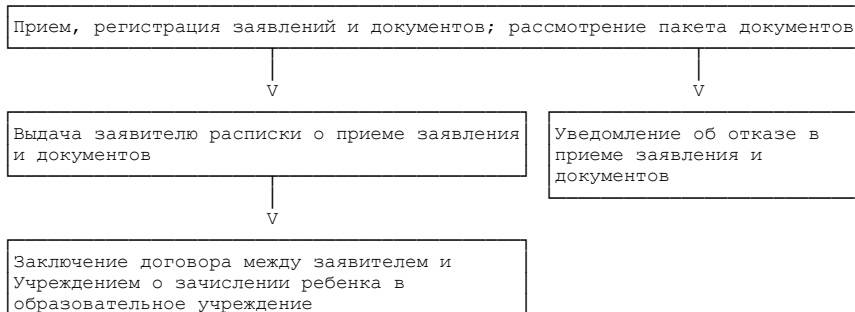 Прием, регистрация заявлений и документов; рассмотрение пакета документов
V
V
Выдача заявителю расписки о приеме заявления
и документов
Уведомление об отказе в
приеме заявления и
документов
V
Заключение договора между заявителем и
Учреждением о зачислении ребенка в
образовательное учреждение